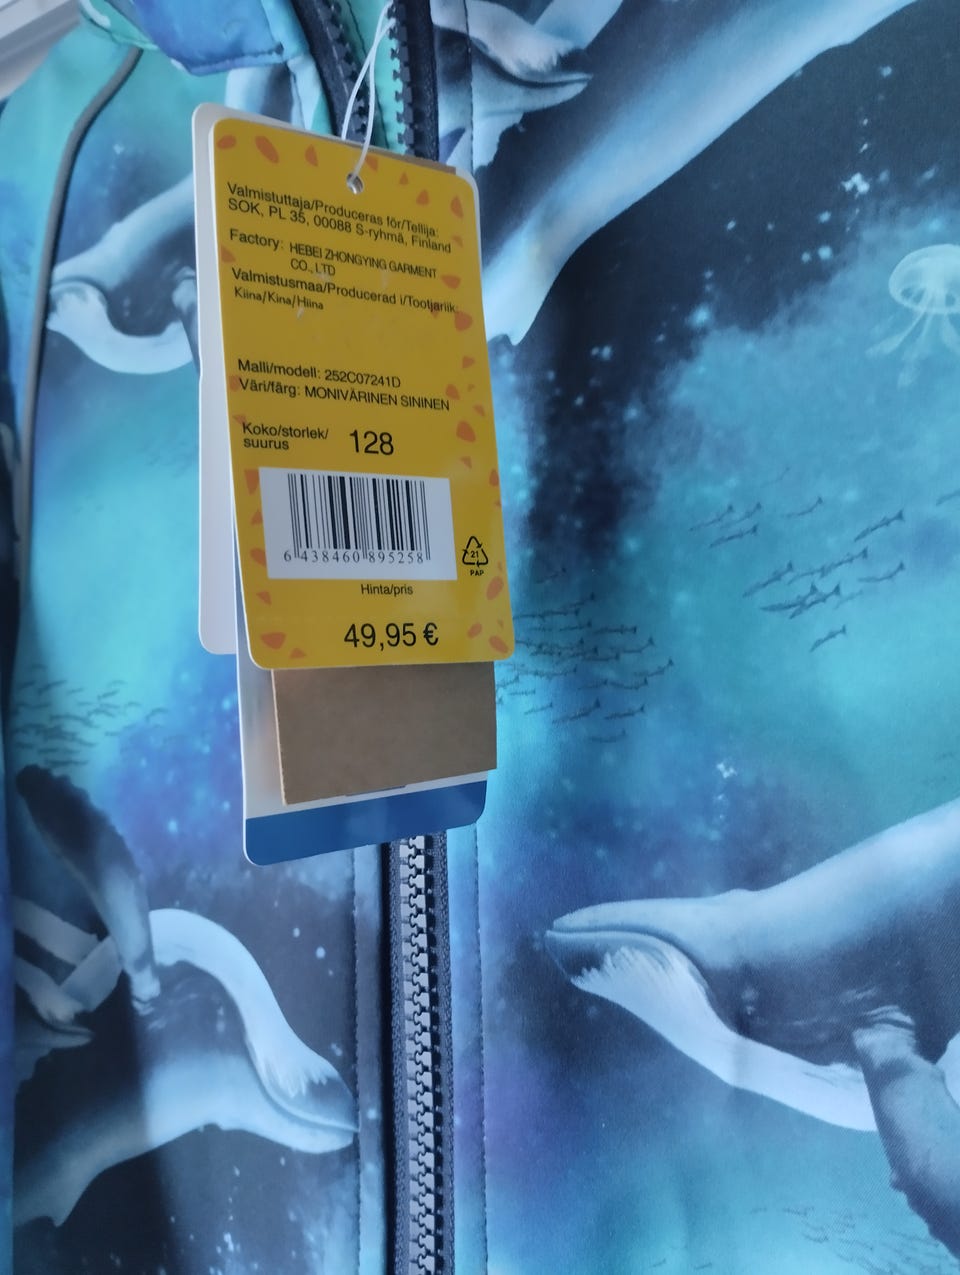 Valmistuttaja/Produceras för/Tellija:
SOK, PL 35, 00088 S-ryhmä, Finland
Factory: HEBEI ZHONGYING GARMENT
CO., LTD
Valmistusmaa/Producerad i/Tootjariik:
Kiina/Kina/Hiina
Malli/modell: 252C07241D
Väri/färg: MONIVÄRINEN SININEN
Koko/storlek/
suurus 128
6 438460 895258
21
PAP
Hinta/pris
49,95 €